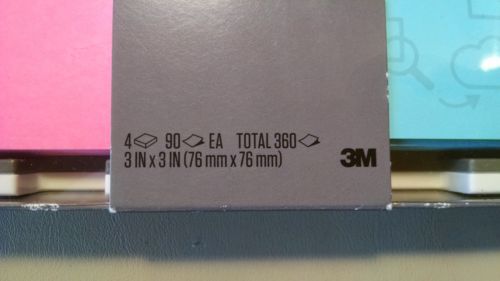 4 90 EA TOTAL 360
3 IN x 3 IN (76 mm x 76 mm)
3M